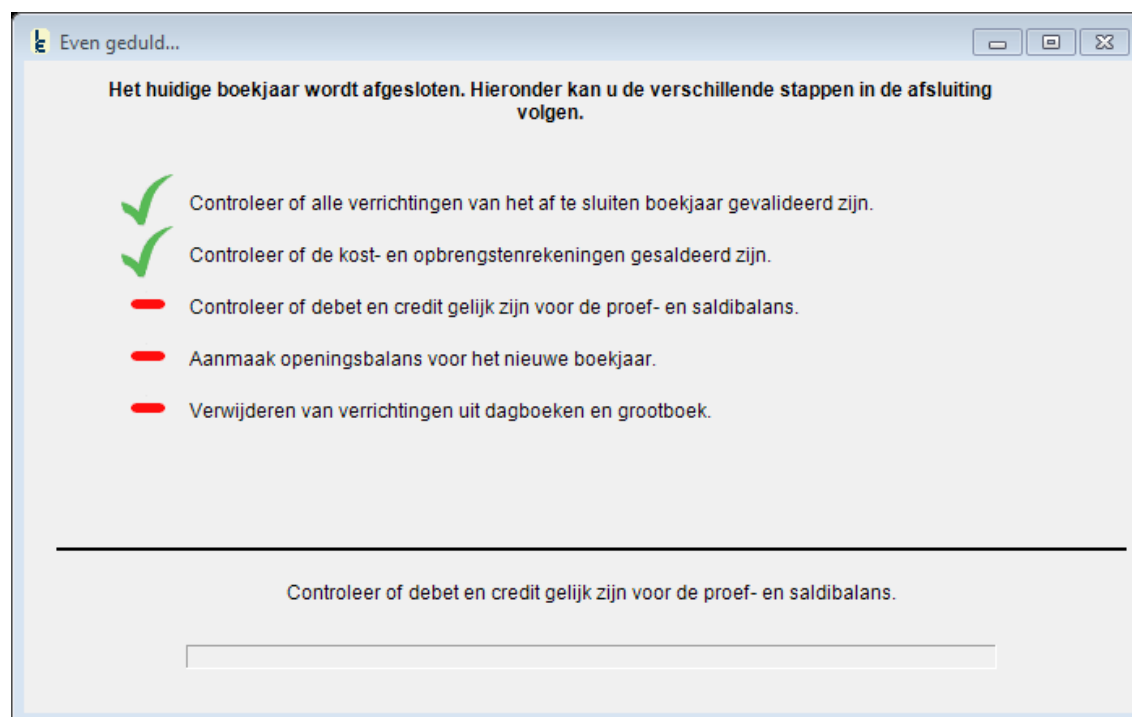 Even geduld...
Het huidige boekjaar wordt afgesloten. Hieronder kan u de verschillende stappen in de afsluiting
volgen.
Controleer of alle verrichtingen van het af te sluiten boekjaar gevalideerd zijn.
Controleer of de kost- en opbrengstenrekeningen gesaldeerd zijn.
Controleer of debet en credit gelijk zijn voor de proef- en saldibalans.
Aanmaak openingsbalans voor het nieuwe boekjaar.
Verwijderen van verrichtingen uit dagboeken en grootboek.
Controleer of debet en credit gelijk zijn voor de proef- en saldibalans.